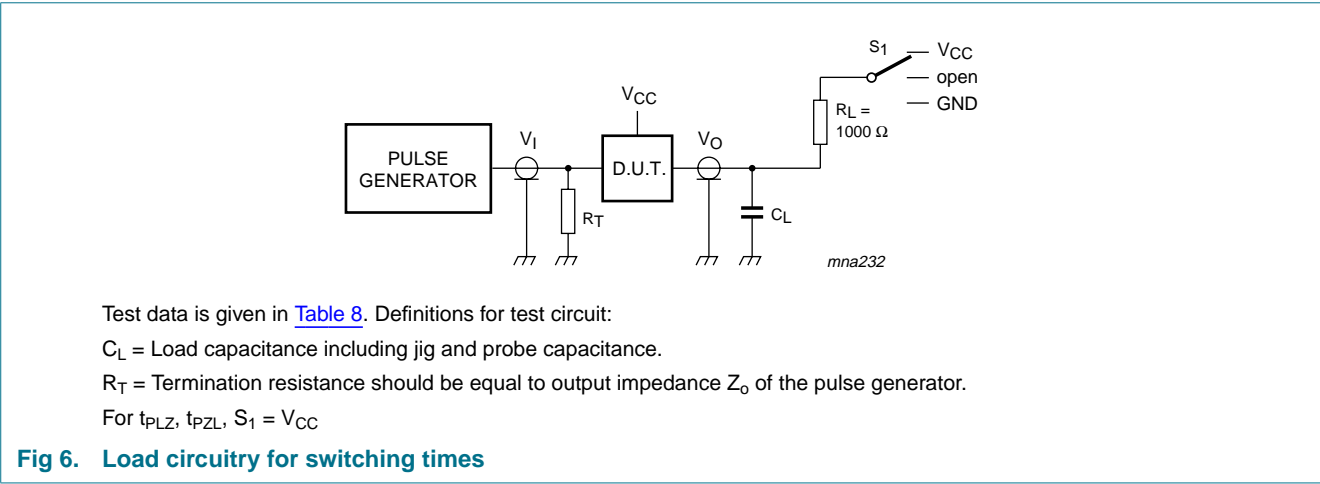 S1
VCC
open
GND
VCC
RL =
1000 Ω
PULSE
GENERATOR
VI
D.U.T.
VO
RT
CL
mna232
Test data is given in Table 8. Definitions for test circuit:
CL = Load capacitance including jig and probe capacitance.
RT = Termination resistance should be equal to output impedance Zo of the pulse generator.
For tPLZ, tPZL, S1 = VCC
Fig 6. Load circuitry for switching times